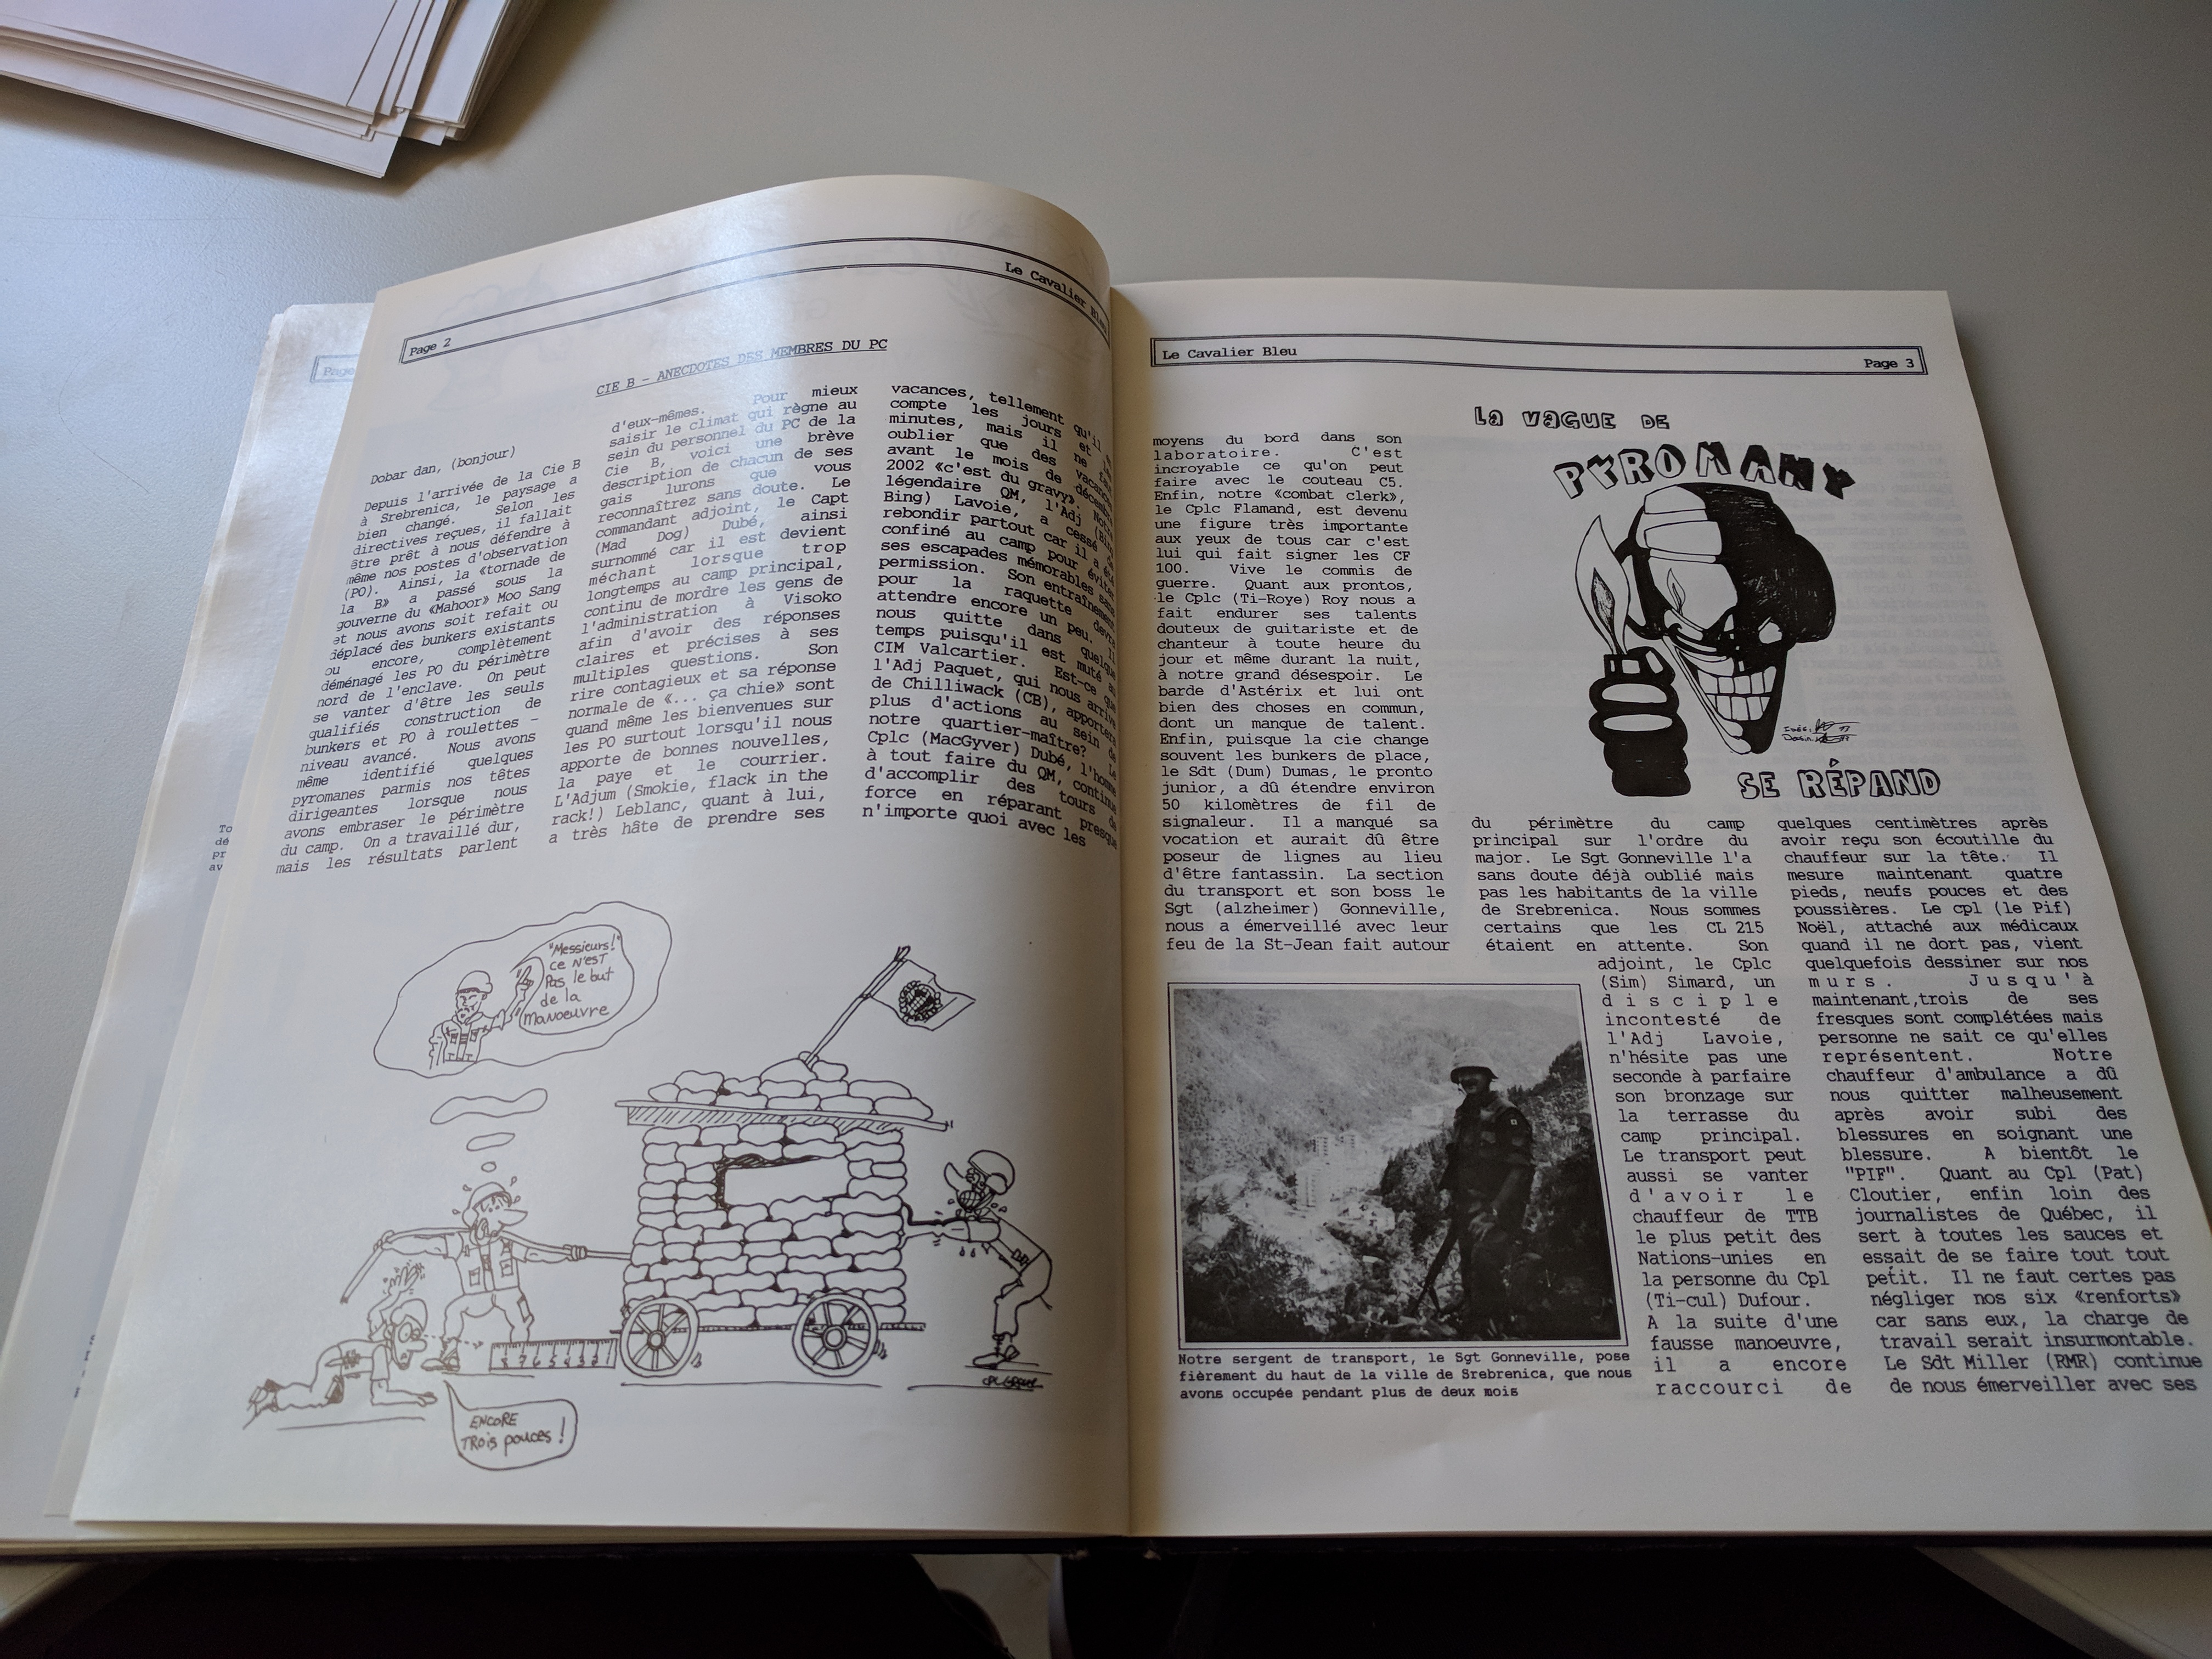 Page 2
Le Cavalier Bleu
CIE B - ANECDOTES DES MEMBRES DU PC
Dobar dan, (bonjour)
Depuis l'arrivée de la Cie B
à Srebrenica, le paysage a
bien changé. Selon les
directives reçues, il fallait
être prêt à nous défendre à
même nos postes d'observation
(PO). Ainsi, la «tornade de
la B» a passé sous la
gouverne du «Mahoor» Moo Sang
et nous avons soit refait ou
déplacé des bunkers existants
ou encore, complètement
déménagé les PO du périmètre
nord de l'enclave. On peut
se vanter d'être les seuls
qualifiés construction de
bunkers et PO à roulettes -
niveau avancé. Nous avons
même identifié quelques
pyromanes parmis nos têtes
dirigeantes lorsque nous
avons embraser le périmètre
du camp. On a travaillé dur,
mais les résultats parlent
d'eux-mêmes. Pour mieux
saisir le climat qui règne au
sein du personnel du PC de la
Cie B, voici une brève
description de chacun de ses
gais lurons que vous
reconnaîtrez sans doute. Le
commandant adjoint, le Capt
(Mad Dog) Dubé, ainsi
surnommé car il est devient
méchant lorsque trop
longtemps au camp principal,
continu de mordre les gens de
l'administration à Visoko
afin d'avoir des réponses
claires et précises à ses
multiples questions. Son
rire contagieux et sa réponse
normale de «... ça chie» sont
quand même les bienvenues sur
les PO surtout lorsqu'il nous
apporte de bonnes nouvelles,
la paye et le courrier.
L'Adjum (Smokie, flack in the
rack!) Leblanc, quant à lui,
a très hâte de prendre ses
vacances, tellement qu'il
compte les jours et les
minutes, mais il ne faut
oublier que des vacances
avant le mois de décembre
2002 «c'est du gravy». Notre
légendaire QM, l'Adj (Bing
Bing) Lavoie, a cessé de
rebondir partout car il a été
confiné au camp pour éviter
ses escapades mémorables sans
permission. Son entraînement
pour la raquette devra
attendre encore un peu. Il
nous quitte dans quelque
temps puisqu'il est muté au
CIM Valcartier. Est-ce que
l'Adj Paquet, qui nous arrive
de Chilliwack (CB), apportera
plus d'actions au sein de
notre quartier-maître? Le
Cplc (MacGyver) Dubé, l'homme
à tout faire du QM, continue
d'accomplir des tours de
force en réparant presque
n'importe quoi avec les
"Messieurs!"
ce N'EST
Pas le but
de la
manoeuvre
8 7 6 5 4 3 2 1
ENCORE
TROIS pouces!
Le Cavalier Bleu
Page 3
moyens du bord dans son
laboratoire. C'est
incroyable ce qu'on peut
faire avec le couteau C5.
Enfin, notre «combat clerk»,
le Cplc Flamand, est devenu
une figure très importante
aux yeux de tous car c'est
lui qui fait signer les CF
100. Vive le commis de
guerre. Quant aux prontos,
le Cplc (Ti-Roye) Roy nous a
fait endurer ses talents
douteux de guitariste et de
chanteur à toute heure du
jour et même durant la nuit,
à notre grand désespoir. Le
barde d'Astérix et lui ont
bien des choses en commun,
dont un manque de talent.
Enfin, puisque la cie change
souvent les bunkers de place,
le Sdt (Dum) Dumas, le pronto
junior, a dû étendre environ
50 kilomètres de fil de
signaleur. Il a manqué sa
vocation et aurait dû être
poseur de lignes au lieu
d'être fantassin. La section
du transport et son boss le
Sgt (alzheimer) Gonneville,
nous a émerveillé avec leur
feu de la St-Jean fait autour
La VAGUE DE
PYROMANY
Idée:
Dessin:
SE RÉPAND
du périmètre du camp
principal sur l'ordre du
major. Le Sgt Gonneville l'a
sans doute déjà oublié mais
pas les habitants de la ville
de Srebrenica. Nous sommes
certains que les CL 215
étaient en attente. Son
adjoint, le Cplc
(Sim) Simard, un
disciple
incontesté de
l'Adj Lavoie,
n'hésite pas une
seconde à parfaire
son bronzage sur
la terrasse du
camp principal.
Le transport peut
aussi se vanter
d'avoir le
chauffeur de TTB
le plus petit des
Nations-unies en
la personne du Cpl
(Ti-cul) Dufour.
A la suite d'une
fausse manoeuvre,
il a encore
raccourci de
quelques centimètres après
avoir reçu son écoutille du
chauffeur sur la tête. Il
mesure maintenant quatre
pieds, neufs pouces et des
poussières. Le cpl (le Pif)
Noël, attaché aux médicaux
quand il ne dort pas, vient
quelquefois dessiner sur nos
murs. Jusqu'à
maintenant,trois de ses
fresques sont complétées mais
personne ne sait ce qu'elles
représentent. Notre
chauffeur d'ambulance a dû
nous quitter malheusement
après avoir subi des
blessures en soignant une
blessure. A bientôt le
"PIF". Quant au Cpl (Pat)
Cloutier, enfin loin des
journalistes de Québec, il
sert à toutes les sauces et
essait de se faire tout tout
petit. Il ne faut certes pas
négliger nos six «renforts»
car sans eux, la charge de
travail serait insurmontable.
Le Sdt Miller (RMR) continue
de nous émerveiller avec ses
Notre sergent de transport, le Sgt Gonneville, pose
fièrement du haut de la ville de Srebrenica, que nous
avons occupée pendant plus de deux mois